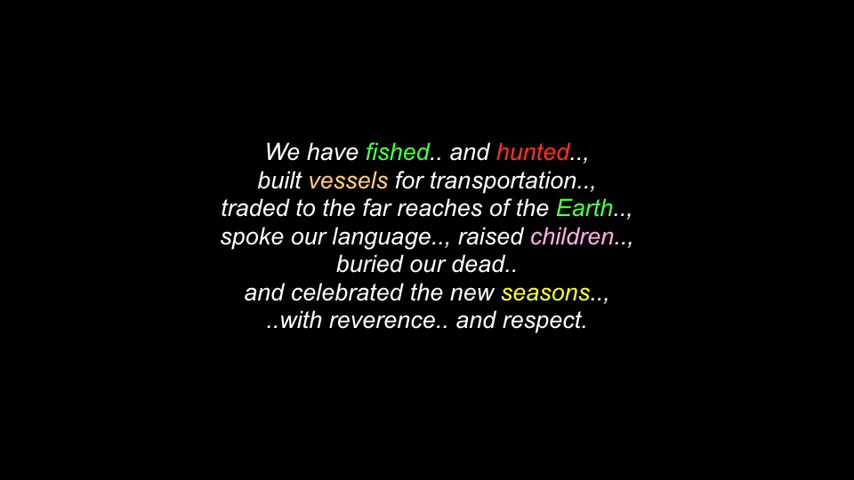 We have fished.. and hunted..,
built vessels for transportation..,
traded to the far reaches of the Earth..,
spoke our language.., raised children..,
buried our dead..
and celebrated the new seasons..,
..with reverence.. and respect.